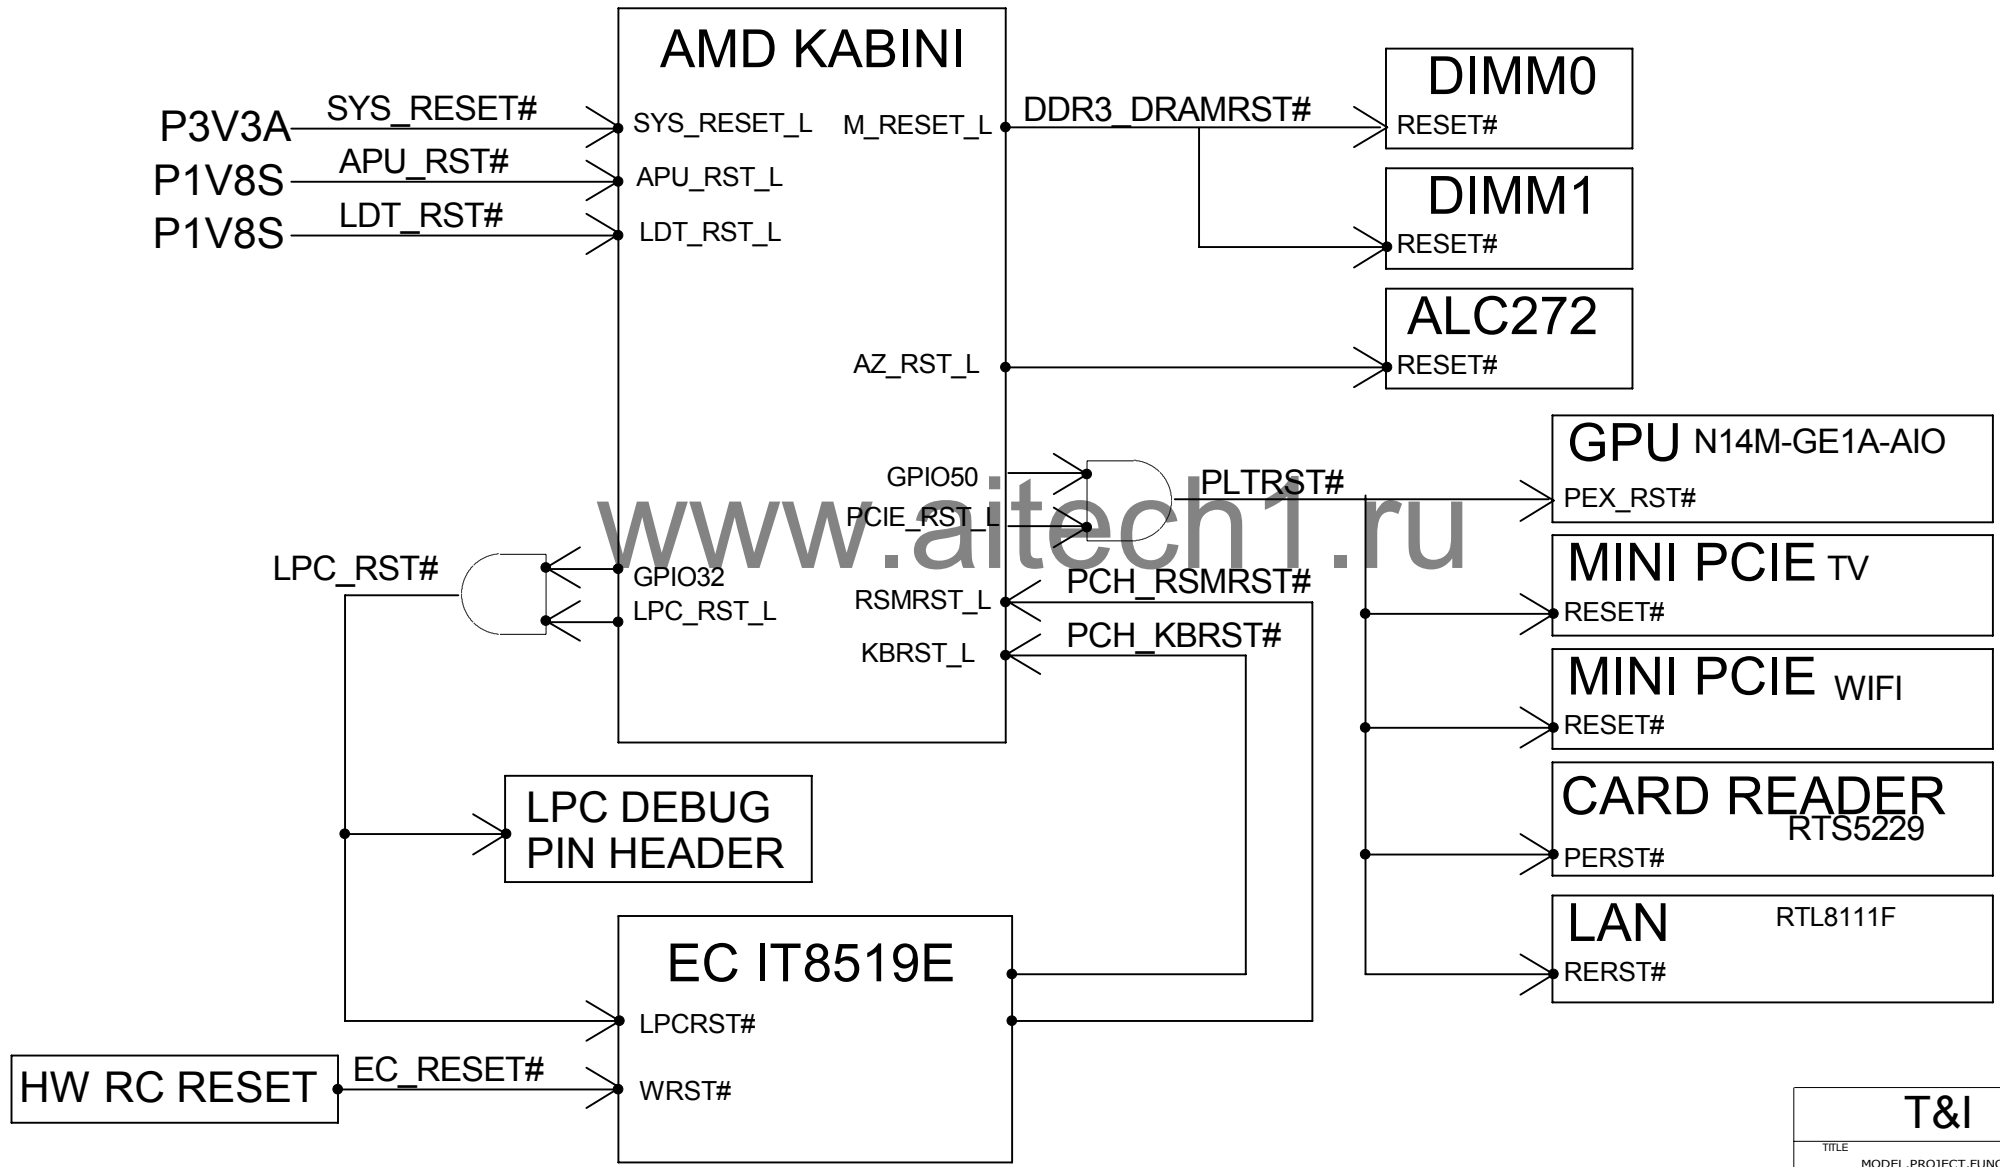 AMD KABINI
P3V3A SYS_RESET# SYS_RESET_L
P1V8S APU_RST# APU_RST_L
P1V8S LDT_RST# LDT_RST_L
M_RESET_L DDR3_DRAMRST#
DIMM0
RESET#
DIMM1
RESET#
ALC272
AZ_RST_L RESET#
GPIO50
PCIE_RST_L
PLTRST#
GPU N14M-GE1A-AIO
PEX_RST#
www.aitech1.ru
MINI PCIE TV
RESET#
LPC_RST#
GPIO32
LPC_RST_L
RSMRST_L PCH_RSMRST#
KBRST_L PCH_KBRST#
MINI PCIE WIFI
RESET#
CARD READER
RTS5229
PERST#
LPC DEBUG
PIN HEADER
LAN RTL8111F
RERST#
EC IT8519E
LPCRST#
HW RC RESET EC_RESET# WRST#
T&I
TITLE